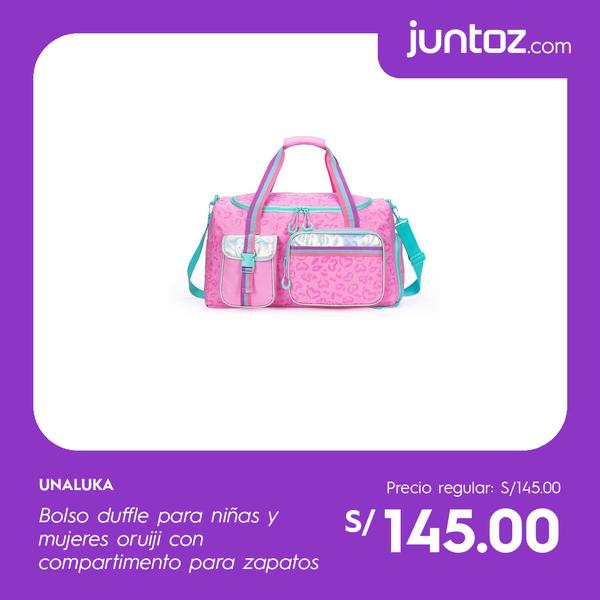 juntoz.com
UNALUKA
Bolso duffle para niñas y
mujeres oruiji con
compartimento para zapatos
Precio regular: S/145.00
S/145.00